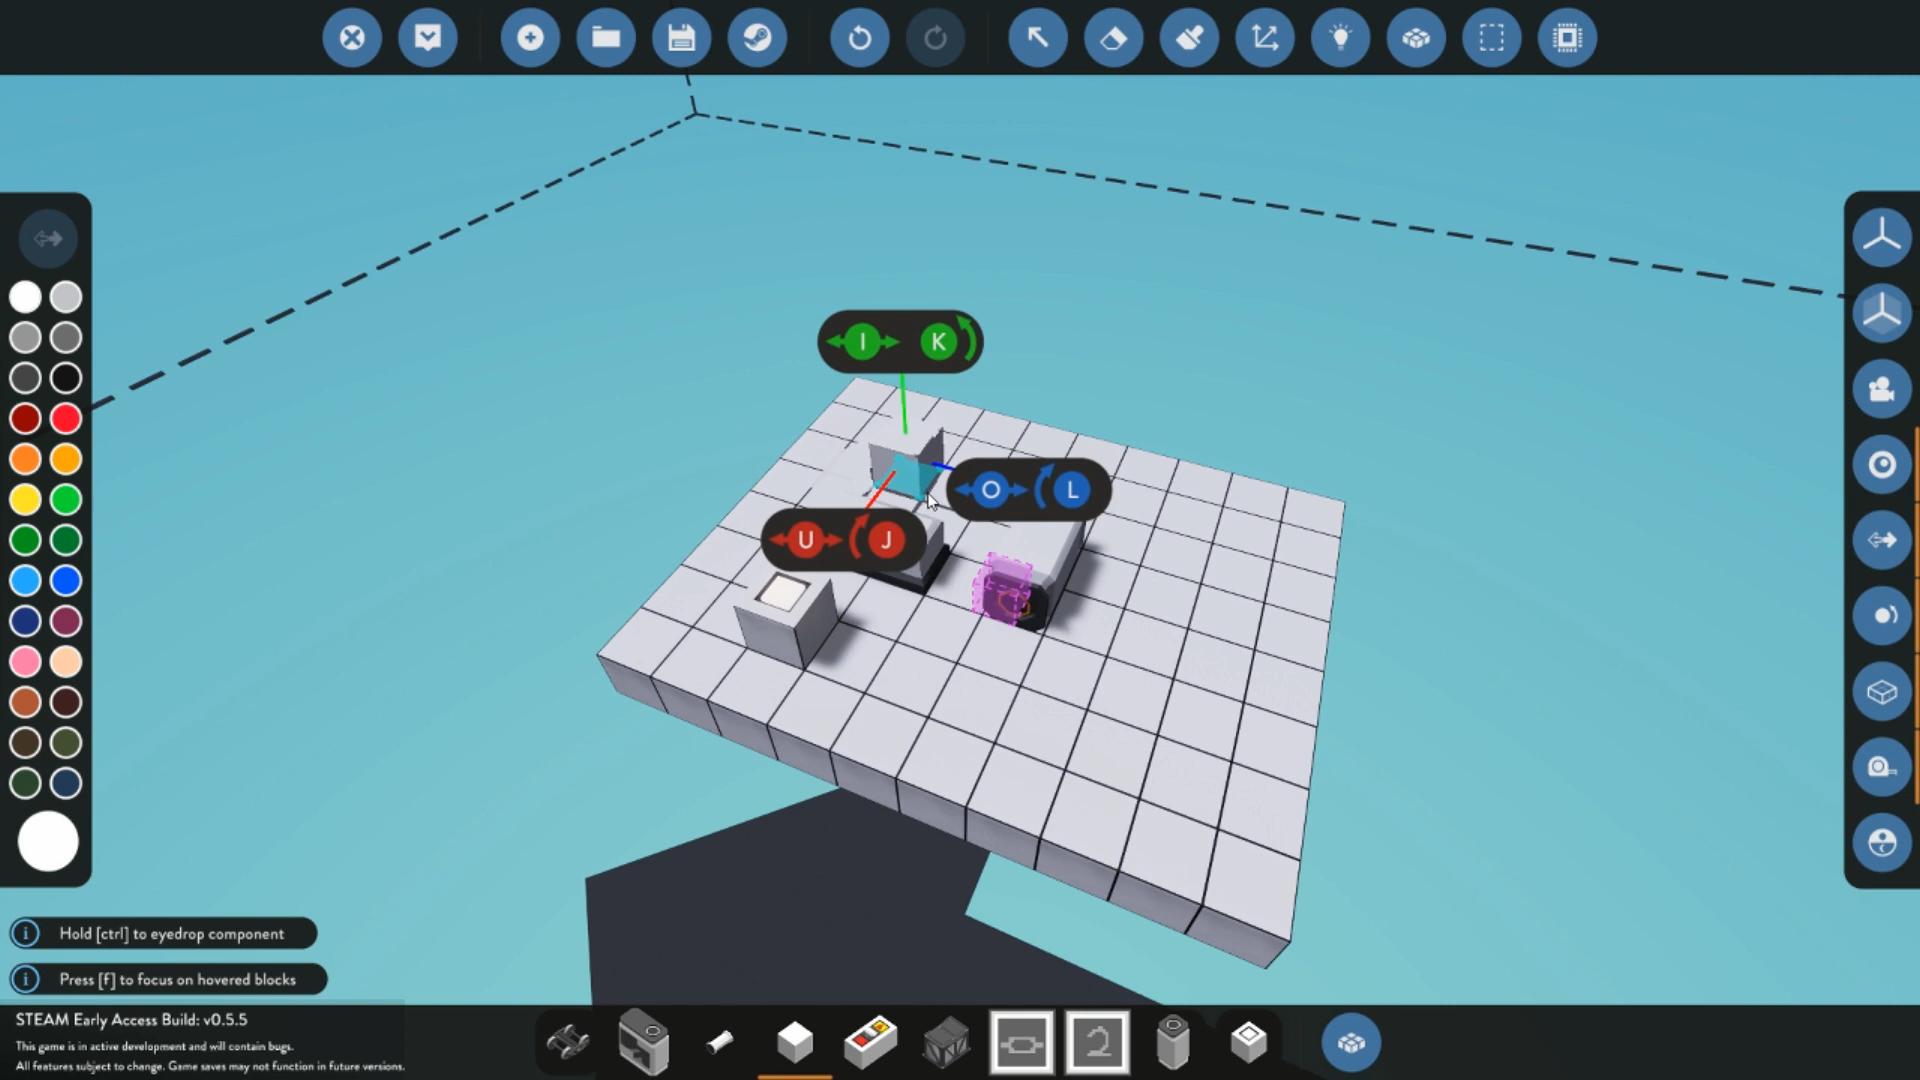 I K
O L
U J
Hold [ctrl] to eyedrop component
Press [f] to focus on hovered blocks
STEAM Early Access Build: v0.5.5
This game is in active development and will contain bugs.
All features subject to change. Game saves may not function in future versions.